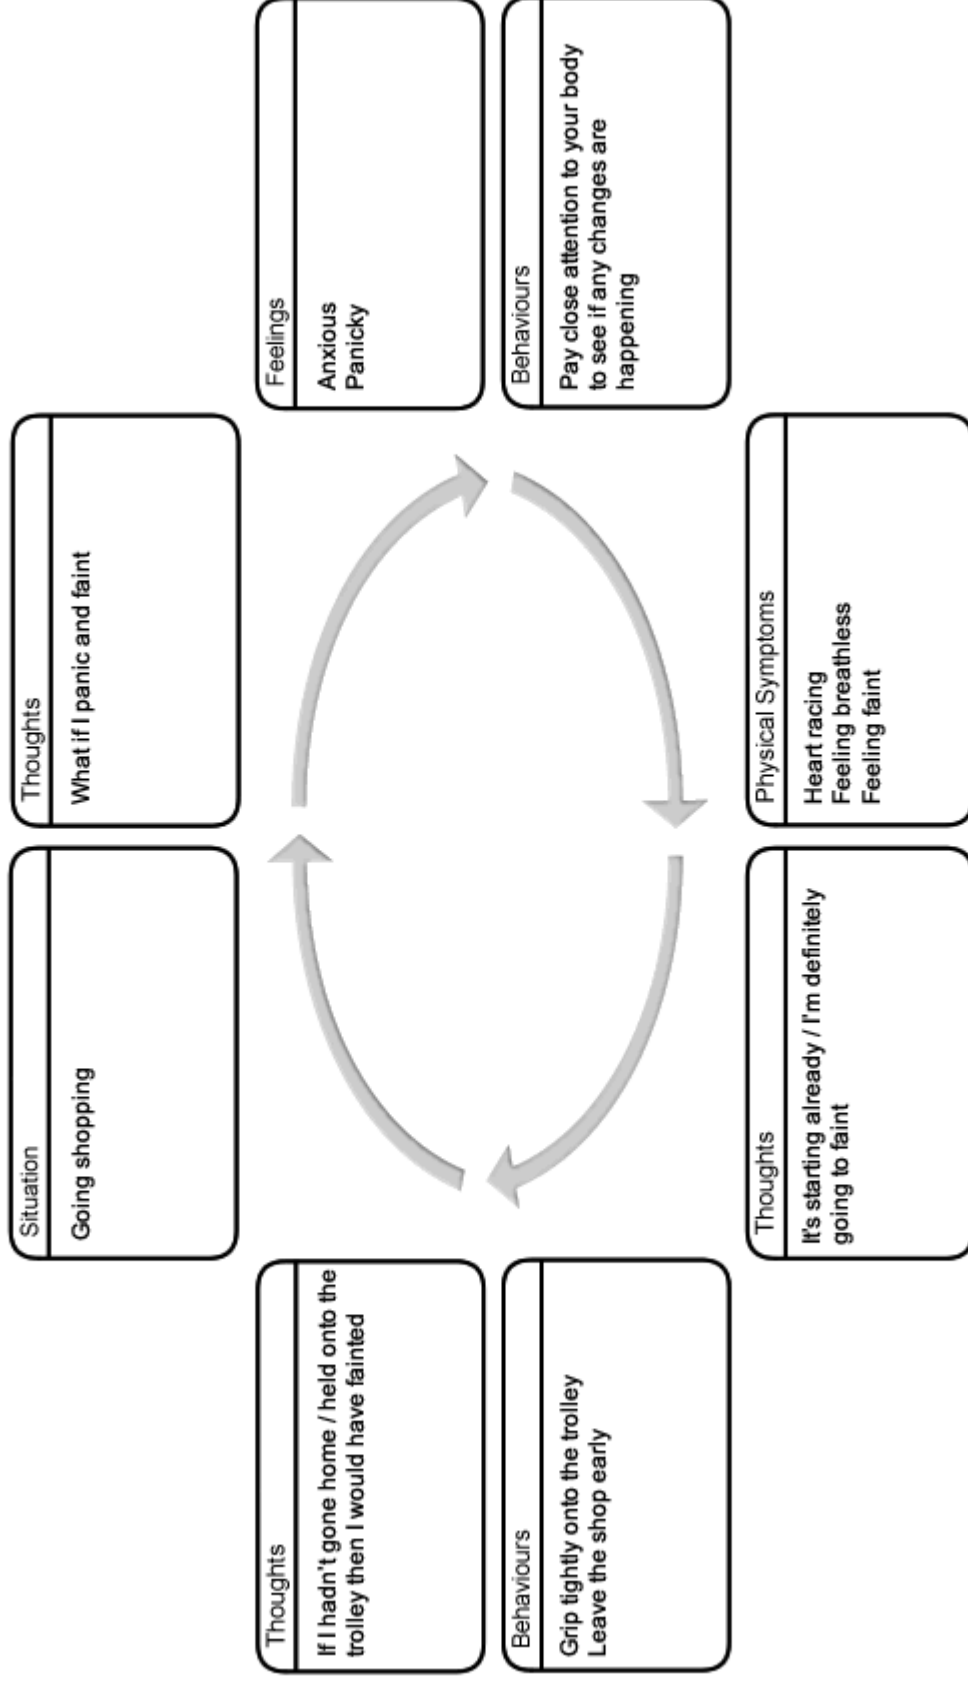 Situation
Going shopping
Thoughts
What if I panic and faint
Feelings
Anxious
Panicky
Behaviours
Pay close attention to your body
to see if any changes are
happening
Physical Symptoms
Heart racing
Feeling breathless
Feeling faint
Thoughts
It's starting already / I'm definitely
going to faint
Behaviours
Grip tightly onto the trolley
Leave the shop early
Thoughts
If I hadn't gone home / held onto the
trolley then I would have fainted